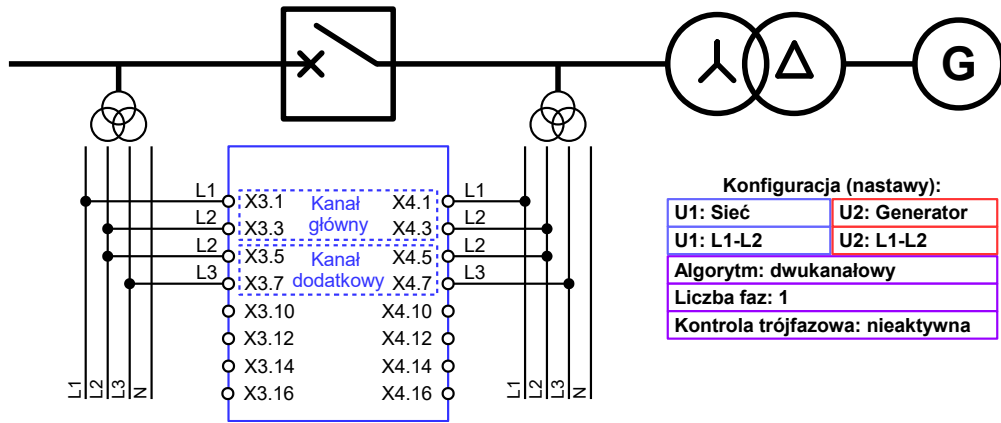 G
L1 X3.1 Kanał X4.1 L1
L2 X3.3 główny X4.3 L2
L2 X3.5 Kanał X4.5 L2
L3 X3.7 dodatkowy X4.7 L3
X3.10 X4.10
X3.12 X4.12
X3.14 X4.14
X3.16 X4.16
L1 L2 L3 N
L1 L2 L3 N
Konfiguracja (nastawy):
U1: Sieć U2: Generator
U1: L1-L2 U2: L1-L2
Algorytm: dwukanałowy
Liczba faz: 1
Kontrola trójfazowa: nieaktywna